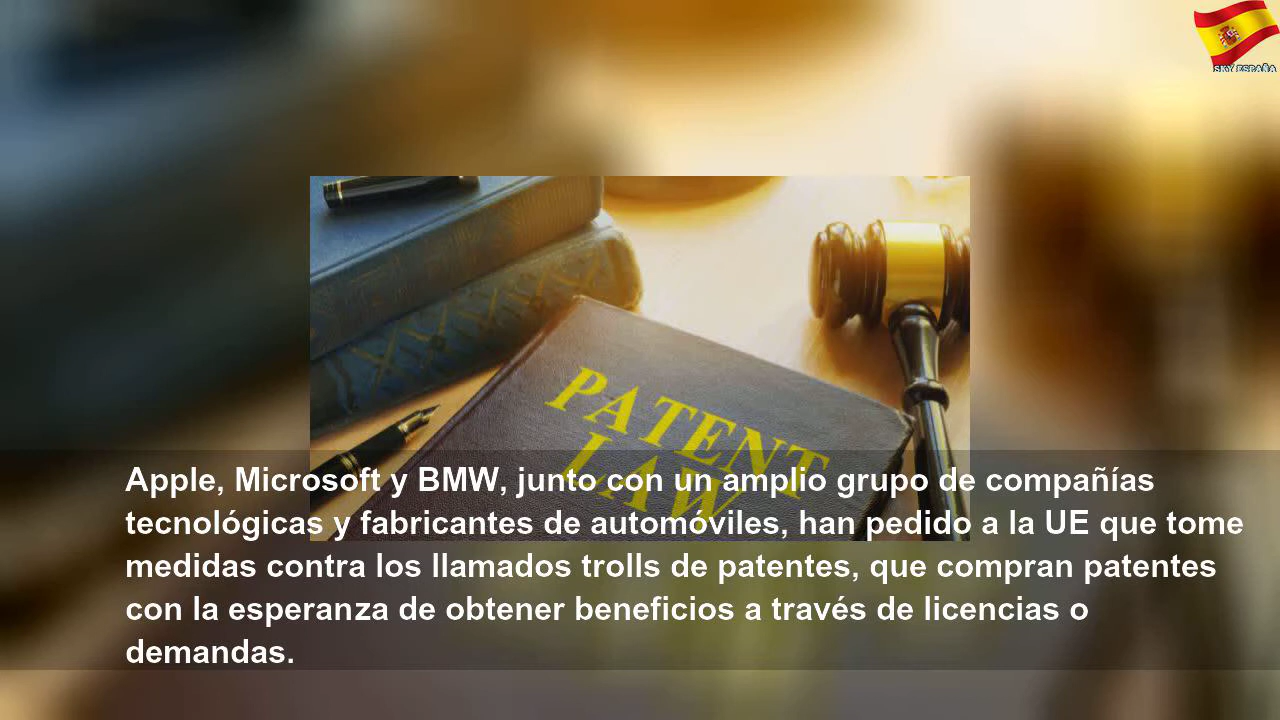 SKY ESPAÑA
PATENT
LAW
Apple, Microsoft y BMW, junto con un amplio grupo de compañías
tecnológicas y fabricantes de automóviles, han pedido a la UE que tome
medidas contra los llamados trolls de patentes, que compran patentes
con la esperanza de obtener beneficios a través de licencias o
demandas.